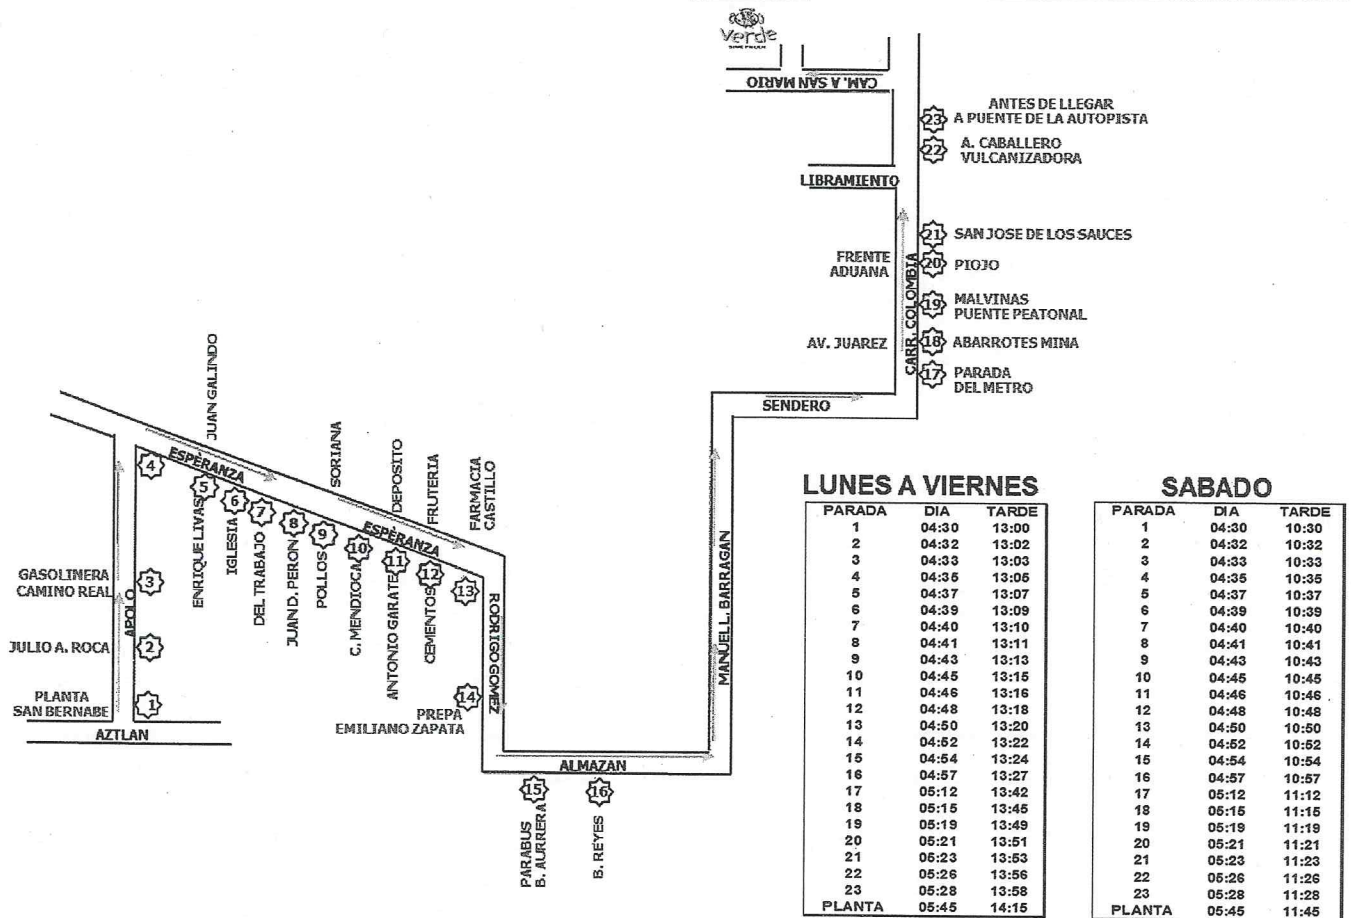 Verde
CAM. A SAN MARIO
ANTES DE LLEGAR
A PUENTE DE LA AUTOPISTA
23
A. CABALLERO
VULCANIZADORA
22
LIBRAMIENTO
21
SAN JOSE DE LOS SAUCES
FRENTE
ADUANA
20
PIOJO
CARR. COLOMBIA
19
MALVINAS
PUENTE PEATONAL
AV. JUAREZ
18
ABARROTES MINA
17
PARADA
DEL METRO
SENDERO
JUAN GALINDO
SORIANA
DEPOSITO
FRUTERIA
FARMACIA
CASTILLO
ESPERANZA
ESPERANZA
4
5
6
7
8
9
10
11
12
13
ENRIQUE LIVAS
IGLESIA
DEL TRABAJO
JUAN D. PERON
POLLOS
C. MENDIOCA
ANTONIO GARATE
CEMENTOS
GASOLINERA
CAMINO REAL
3
APOLO
JULIO A. ROCA
2
PLANTA
SAN BERNABE
1
AZTLAN
RODRIGO GOMEZ
14
PREPA
EMILIANO ZAPATA
ALMAZAN
MANUEL L. BARRAGAN
15
16
PARABUS
B. AURRERA
B. REYES
LUNES A VIERNES
PARADA DIA TARDE
1 04:30 13:00
2 04:32 13:02
3 04:33 13:03
4 04:35 13:05
5 04:37 13:07
6 04:39 13:09
7 04:40 13:10
8 04:41 13:11
9 04:43 13:13
10 04:45 13:15
11 04:46 13:16
12 04:48 13:18
13 04:50 13:20
14 04:52 13:22
15 04:54 13:24
16 04:57 13:27
17 05:12 13:42
18 05:15 13:45
19 05:19 13:49
20 05:21 13:51
21 05:23 13:53
22 05:26 13:56
23 05:28 13:58
PLANTA 05:45 14:15
SABADO
PARADA DIA TARDE
1 04:30 10:30
2 04:32 10:32
3 04:33 10:33
4 04:35 10:35
5 04:37 10:37
6 04:39 10:39
7 04:40 10:40
8 04:41 10:41
9 04:43 10:43
10 04:45 10:45
11 04:46 10:46
12 04:48 10:48
13 04:50 10:50
14 04:52 10:52
15 04:54 10:54
16 04:57 10:57
17 05:12 11:12
18 05:15 11:15
19 05:19 11:19
20 05:21 11:21
21 05:23 11:23
22 05:26 11:26
23 05:28 11:28
PLANTA 05:45 11:45